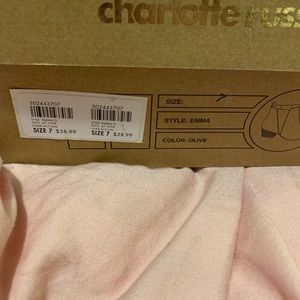 charlotte russ
302443707 302443707
SIZE 7 $38.99 SIZE 7 $38.99
SIZE:
STYLE: EMMA
COLOR: OLIVE